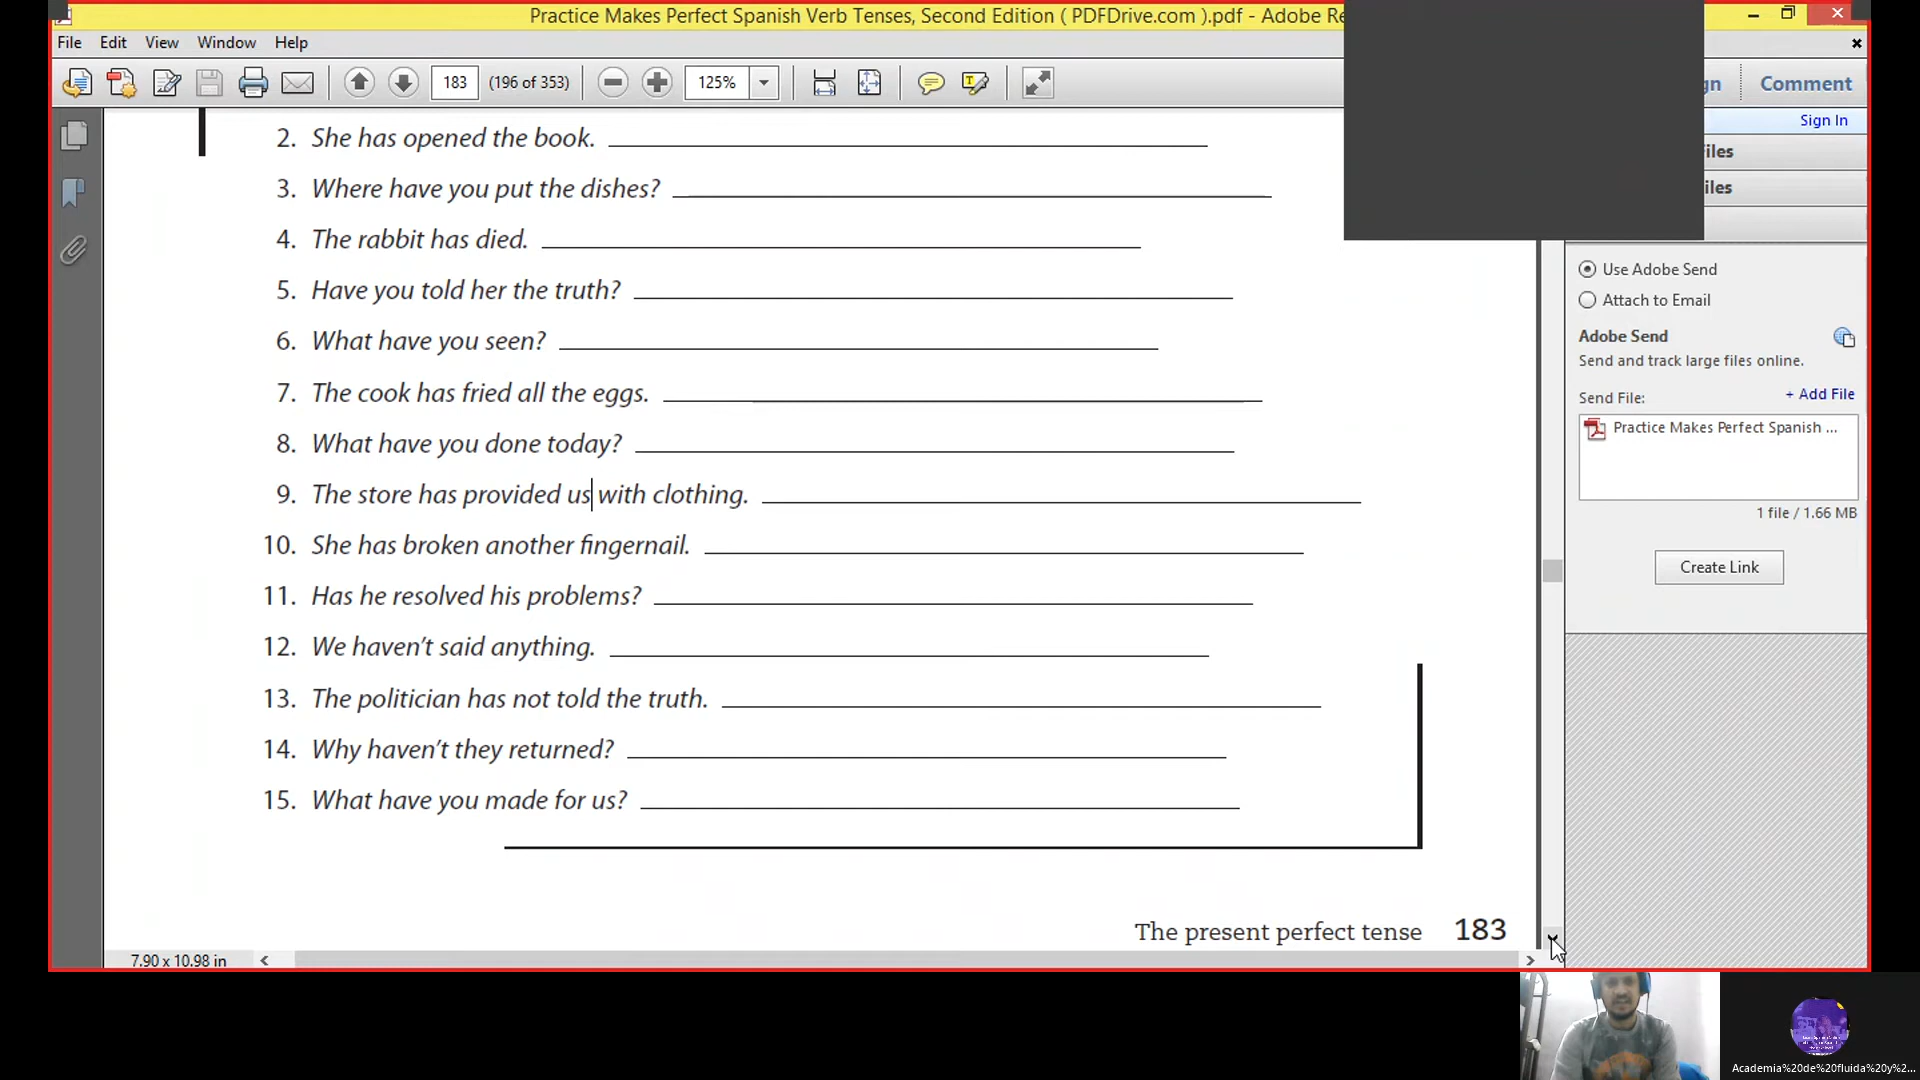 Practice Makes Perfect Spanish Verb Tenses, Second Edition ( PDFDrive.com ).pdf - Adobe Re
File Edit View Window Help
183 (196 of 353) 125% Comment
Sign In
2. She has opened the book.
3. Where have you put the dishes?
4. The rabbit has died.
5. Have you told her the truth?
6. What have you seen?
7. The cook has fried all the eggs.
8. What have you done today?
9. The store has provided us with clothing.
10. She has broken another fingernail.
11. Has he resolved his problems?
12. We haven't said anything.
13. The politician has not told the truth.
14. Why haven't they returned?
15. What have you made for us?
The present perfect tense 183
7.90 x 10.98 in
Use Adobe Send
Attach to Email
Adobe Send
Send and track large files online.
Send File: + Add File
Practice Makes Perfect Spanish ...
1 file / 1.66 MB
Create Link
Academia%20de%20fluida%20y%2...